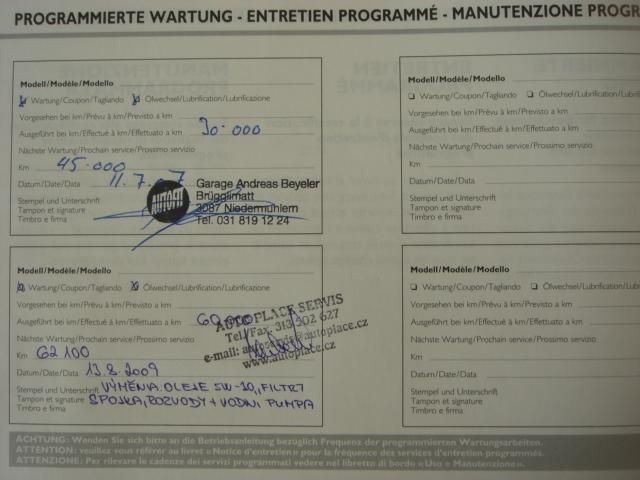 PROGRAMMIERTE WARTUNG - ENTRETIEN PROGRAMMÉ - MANUTENZIONE PROGR
Modell/Modèle/Modello
Wartung/Coupon/Tagliando Ölwechsel/Lubrification/Lubrificazione
Vorgesehen bei km/Prévu à km/Previsto a km
Ausgeführt bei km/Effectué à km/Effettuato a km 30.000
Nächste Wartung/Prochain service/Prossimo servizio
Km 45.000
Datum/Date/Data 11.7.07
Stempel und Unterschrift
Tampon et signature
Timbro e firma
Garage Andreas Beyeler
Brügglimatt
3087 Niedermuhlern
Tel. 031 819 12 24
Modell/Modèle/Modello
Wartung/Coupon/Tagliando Ölwechsel/Lubrifi
Vorgesehen bei km/Prévu à km/Previsto a km
Ausgeführt bei km/Effectué à km/Effettuato a km
Nächste Wartung/Prochain service/Prossimo servizio
Km
Datum/Date/Data
Stempel und Unterschrift
Tampon et signature
Timbro e firma
Modell/Modèle/Modello
Wartung/Coupon/Tagliando Ölwechsel/Lubrification/Lubrificazione
Vorgesehen bei km/Prévu à km/Previsto a km
Ausgeführt bei km/Effectué à km/Effettuato a km
Nächste Wartung/Prochain service/Prossimo servizio
Km 62 100
Datum/Date/Data 13.8.2009
Stempel und Unterschrift VÝMĚNA OLEJE 5W-30, FILTRY
Tampon et signature SPOJKA, ROZVODY + VODNI PUMPA
Timbro e firma
AUTOPLACE SERVIS
Tel/Fax: 313 502 627
e-mail:
www.autoplace.cz
Modell/Modèle/Modello
Wartung/Coupon/Tagliando Ölwechsel/Lubrification
Vorgesehen bei km/Prévu à km/Previsto a km
Ausgeführt bei km/Effectué à km/Effettuato a km
Nächste Wartung/Prochain service/Prossimo servizio
Km
Datum/Date/Data
Stempel und Unterschrift
Tampon et signature
Timbro e firma
ACHTUNG: Wenden Sie sich bitte an die Betriebsanleitung bezüglich Frequenz der programmierten Wartungsarbeiten.
ATTENTION: veuillez vous référer au livret «Notice d'entretien» pour la fréquence des services d'entretien programmés.
ATTENZIONE: Per rilevare le cadenze dei servizi programmati vedere nel libretto di bordo «Uso e Manutenzione».